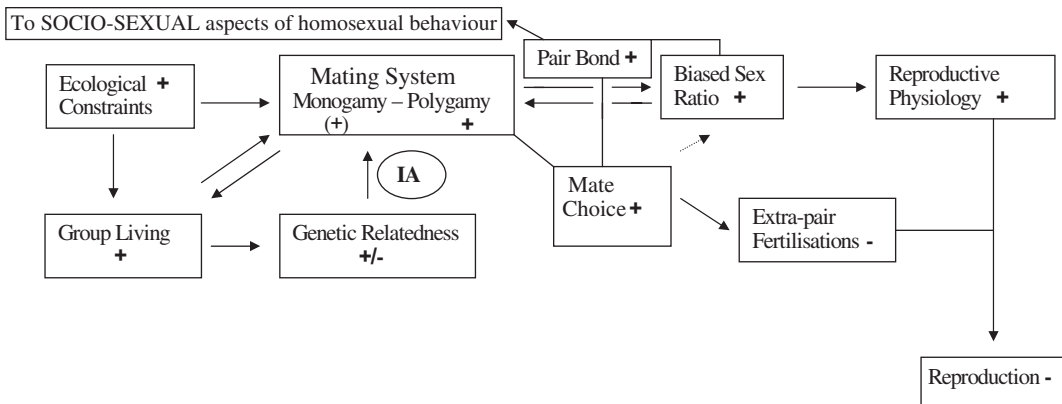 To SOCIO-SEXUAL aspects of homosexual behaviour
Pair Bond +
Ecological +
Constraints
Mating System
Monogamy – Polygamy
(+) +
Biased Sex
Ratio +
Reproductive
Physiology +
IA
Mate
Choice +
Group Living
+
Genetic Relatedness
+/-
Extra-pair
Fertilisations -
Reproduction -